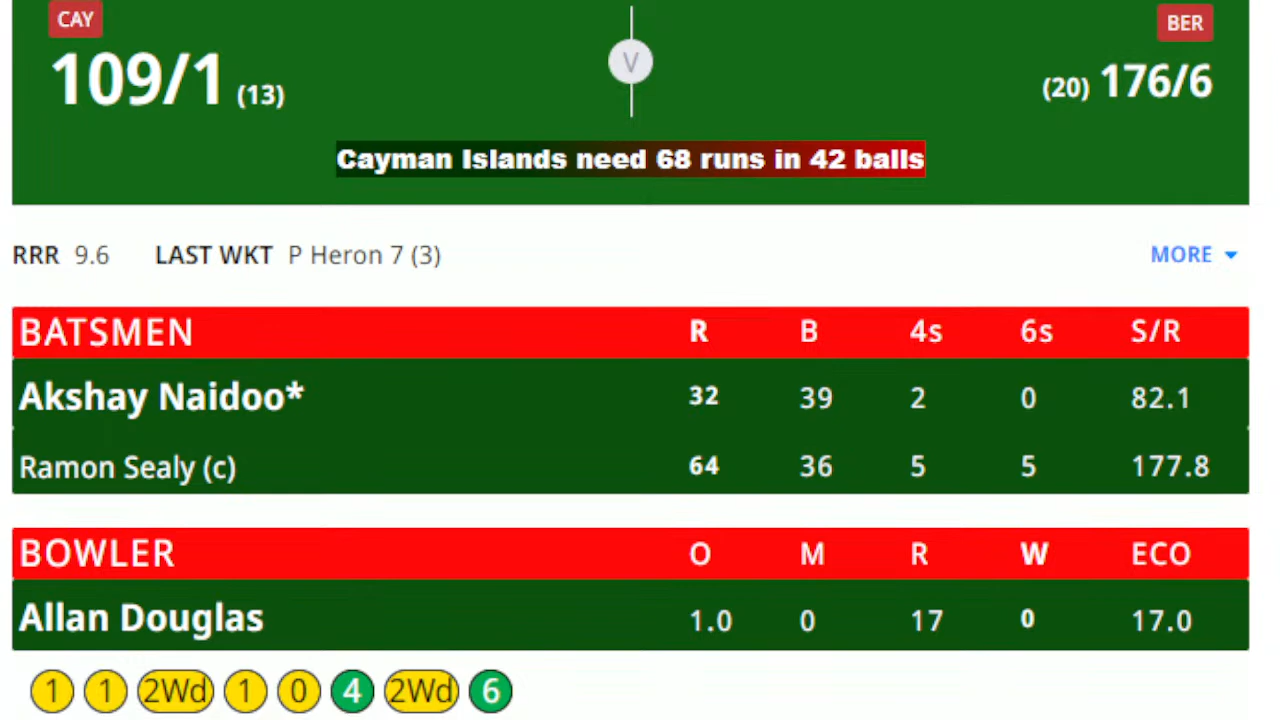 CAY V BER
109/1 (13) (20) 176/6
Cayman Islands need 68 runs in 42 balls
RRR 9.6 LAST WKT P Heron 7 (3) MORE
BATSMEN R B 4s 6s S/R
Akshay Naidoo* 32 39 2 0 82.1
Ramon Sealy (c) 64 36 5 5 177.8
BOWLER O M R W ECO
Allan Douglas 1.0 0 17 0 17.0
1 1 2Wd 1 0 4 2Wd 6